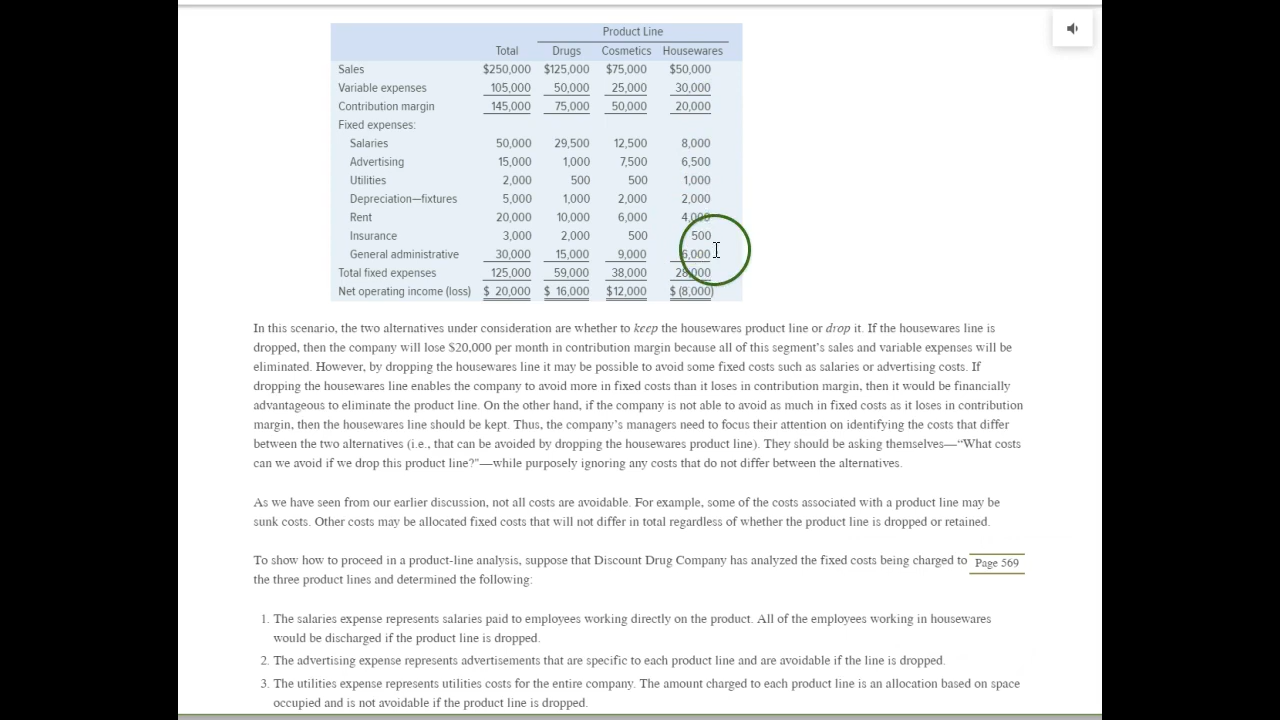 Product Line
Total Drugs Cosmetics Housewares
Sales $250,000 $125,000 $75,000 $50,000
Variable expenses 105,000 50,000 25,000 30,000
Contribution margin 145,000 75,000 50,000 20,000
Fixed expenses:
Salaries 50,000 29,500 12,500 8,000
Advertising 15,000 1,000 7,500 6,500
Utilities 2,000 500 500 1,000
Depreciation—fixtures 5,000 1,000 2,000 2,000
Rent 20,000 10,000 6,000 4,000
Insurance 3,000 2,000 500 500
General administrative 30,000 15,000 9,000 6,000
Total fixed expenses 125,000 59,000 38,000 28,000
Net operating income (loss) $ 20,000 $ 16,000 $12,000 $ (8,000)
In this scenario, the two alternatives under consideration are whether to keep the housewares product line or drop it. If the housewares line is
dropped, then the company will lose $20,000 per month in contribution margin because all of this segment’s sales and variable expenses will be
eliminated. However, by dropping the housewares line it may be possible to avoid some fixed costs such as salaries or advertising costs. If
dropping the housewares line enables the company to avoid more in fixed costs than it loses in contribution margin, then it would be financially
advantageous to eliminate the product line. On the other hand, if the company is not able to avoid as much in fixed costs as it loses in contribution
margin, then the housewares line should be kept. Thus, the company’s managers need to focus their attention on identifying the costs that differ
between the two alternatives (i.e., that can be avoided by dropping the housewares product line). They should be asking themselves—“What costs
can we avoid if we drop this product line?”—while purposely ignoring any costs that do not differ between the alternatives.
As we have seen from our earlier discussion, not all costs are avoidable. For example, some of the costs associated with a product line may be
sunk costs. Other costs may be allocated fixed costs that will not differ in total regardless of whether the product line is dropped or retained.
To show how to proceed in a product-line analysis, suppose that Discount Drug Company has analyzed the fixed costs being charged to Page 569
the three product lines and determined the following:
1. The salaries expense represents salaries paid to employees working directly on the product. All of the employees working in housewares
would be discharged if the product line is dropped.
2. The advertising expense represents advertisements that are specific to each product line and are avoidable if the line is dropped.
3. The utilities expense represents utilities costs for the entire company. The amount charged to each product line is an allocation based on space
occupied and is not avoidable if the product line is dropped.